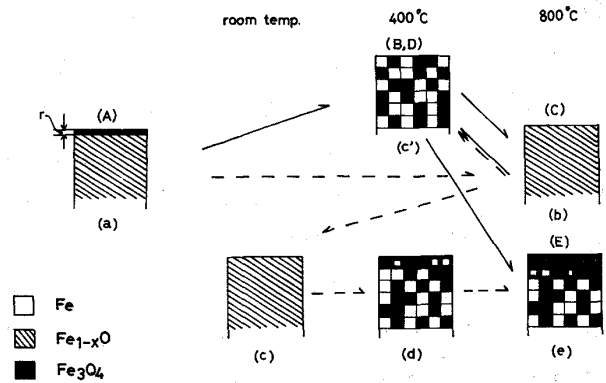 room temp.
400°C
800°C
(B,D)
r
(A)
(C)
(c')
(a)
(b)
(E)
Fe
Fe1-xO
Fe3O4
(c)
(d)
(e)